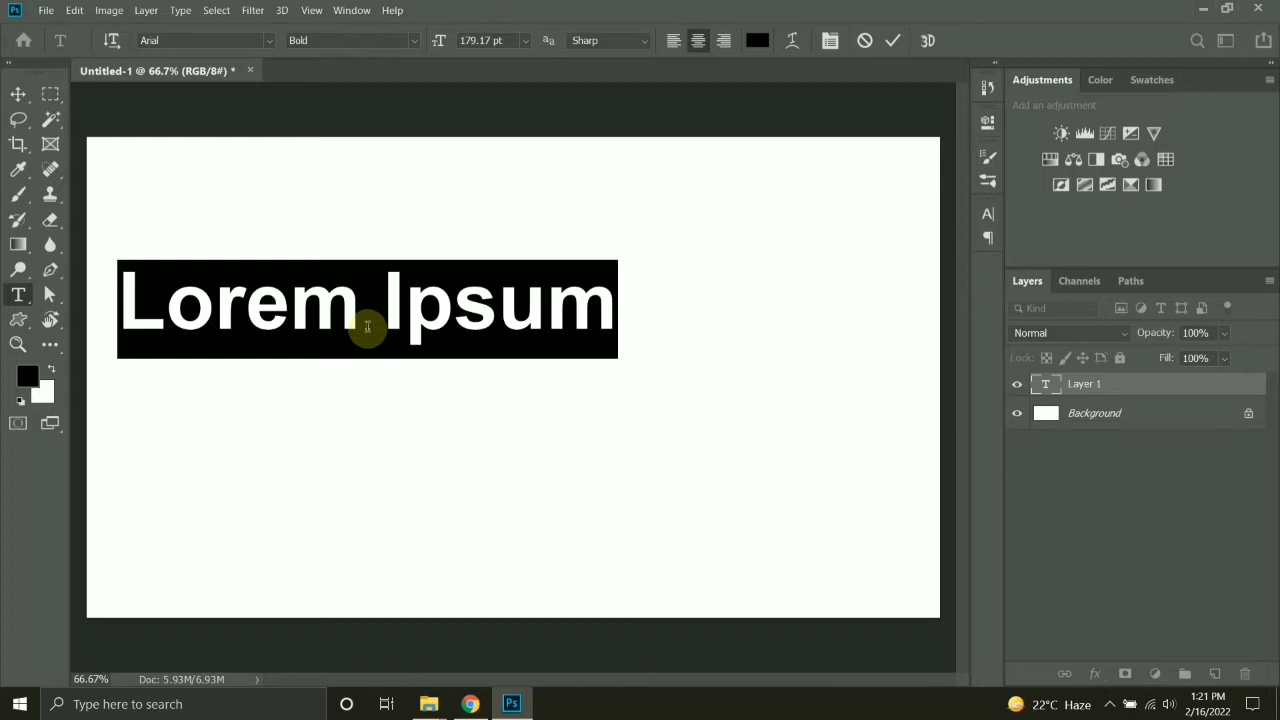 Ps File Edit Image Layer Type Select Filter 3D View Window Help
T Arial Bold 179.17 pt Sharp 3D
Untitled-1 @ 66.7% (RGB/8#) *
Adjustments Color Swatches
Add an adjustment
Lorem Ipsum
Layers Channels Paths
Kind
Normal Opacity: 100%
Lock: Fill: 100%
T Layer 1
Background
66.67% Doc: 5.93M/6.93M
Type here to search
Ps
22°C Haze
1:21 PM
2/16/2022